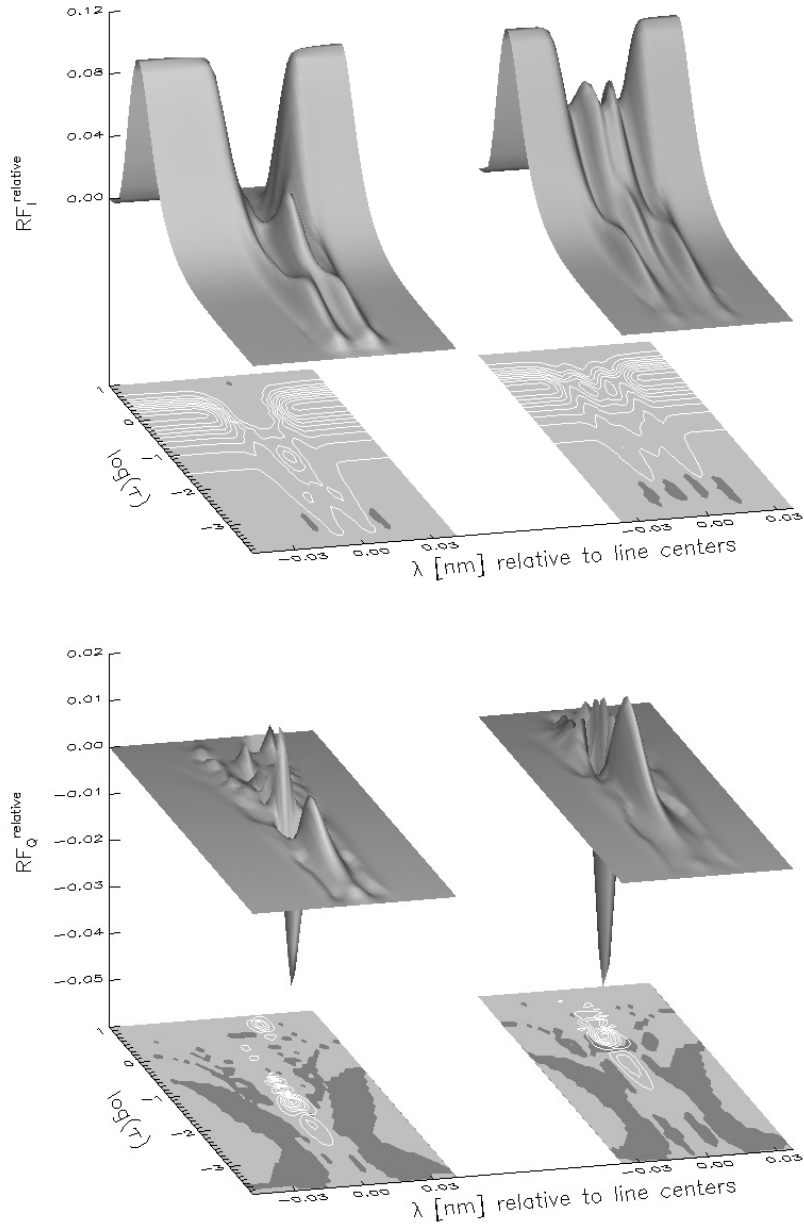 0.12
0.08
0.04
0.00
RF_I^relative
1
0
−1
−2
−3
log(τ)
−0.03 0.00 0.03 −0.03 0.00 0.03
λ [nm] relative to line centers
0.02
0.01
0.00
−0.01
−0.02
−0.03
−0.04
−0.05
RF_Q^relative
1
0
−1
−2
−3
log(τ)
−0.03 0.00 0.03 −0.03 0.00 0.03
λ [nm] relative to line centers